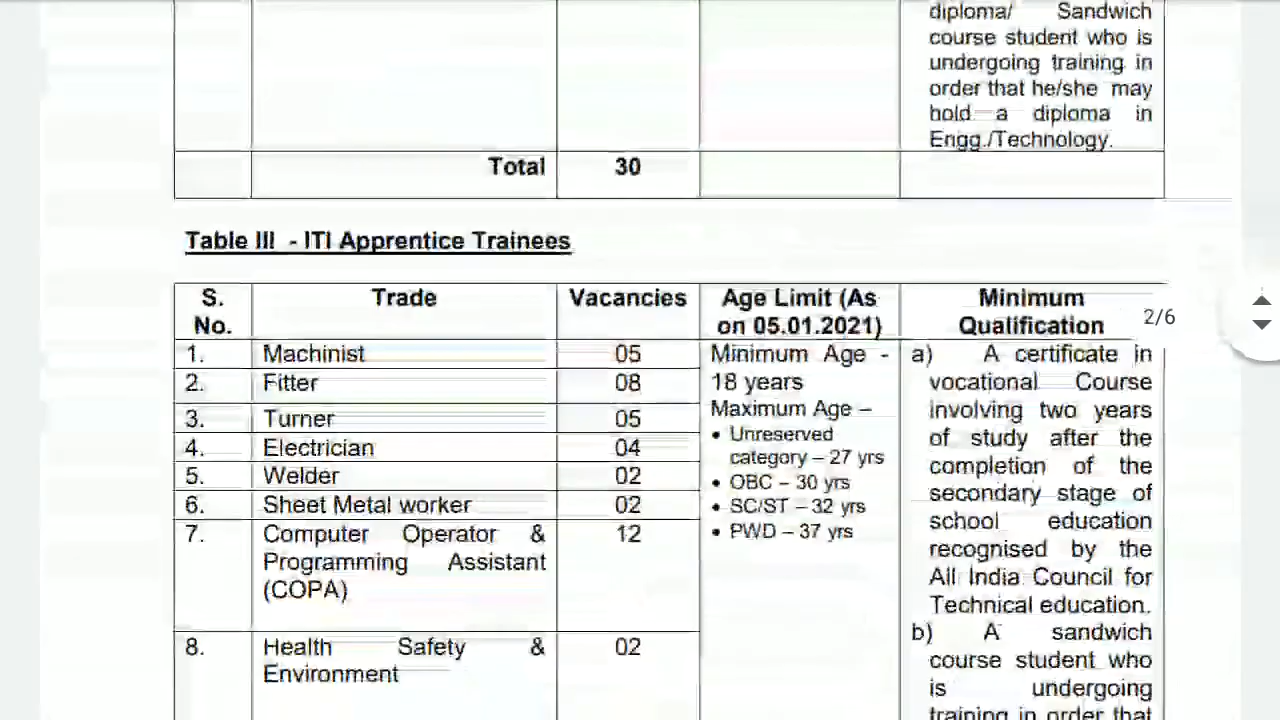 diploma/ Sandwich
course student who is
undergoing training in
order that he/she may
hold a diploma in
Engg./Technology.
Total 30
Table III - ITI Apprentice Trainees
S. No. Trade Vacancies Age Limit (As on 05.01.2021) Minimum Qualification
2/6
1. Machinist 05
2. Fitter 08
3. Turner 05
4. Electrician 04
5. Welder 02
6. Sheet Metal worker 02
7. Computer Operator & 12
Programming Assistant
(COPA)
8. Health Safety & 02
Environment
Minimum Age -
18 years
Maximum Age –
• Unreserved
category – 27 yrs
• OBC – 30 yrs
• SC/ST – 32 yrs
• PWD – 37 yrs
a) A certificate in
vocational Course
involving two years
of study after the
completion of the
secondary stage of
school education
recognised by the
All India Council for
Technical education.
b) A sandwich
course student who
is undergoing
training in order that